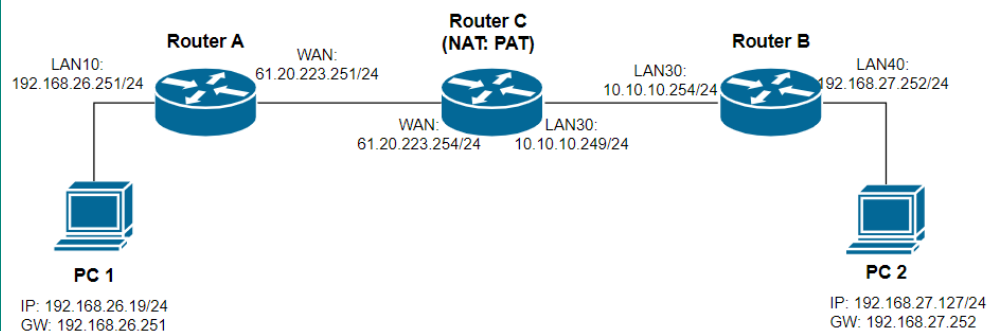 Router A
LAN10:
192.168.26.251/24
WAN:
61.20.223.251/24
Router C
(NAT: PAT)
WAN:
61.20.223.254/24
LAN30:
10.10.10.249/24
Router B
LAN30:
10.10.10.254/24
LAN40:
192.168.27.252/24
PC 1
IP: 192.168.26.19/24
GW: 192.168.26.251
PC 2
IP: 192.168.27.127/24
GW: 192.168.27.252